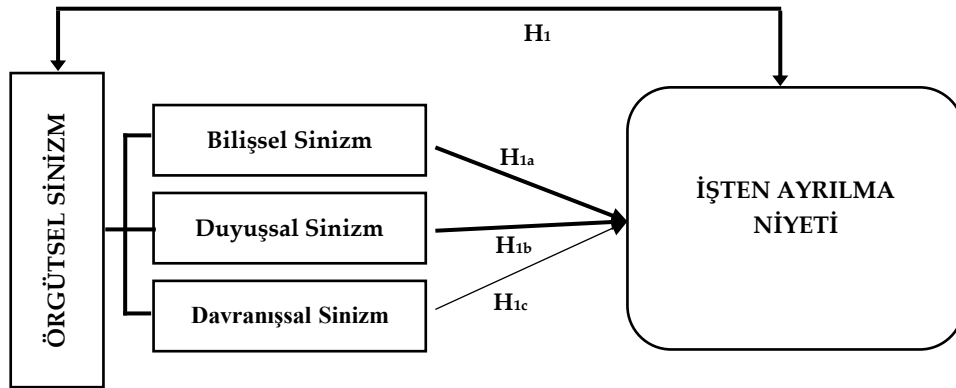 H1
ÖRGÜTSEL SİNİZM
Bilişsel Sinizm
Duyuşsal Sinizm
Davranışsal Sinizm
H1a
H1b
H1c
İŞTEN AYRILMA
NİYETİ